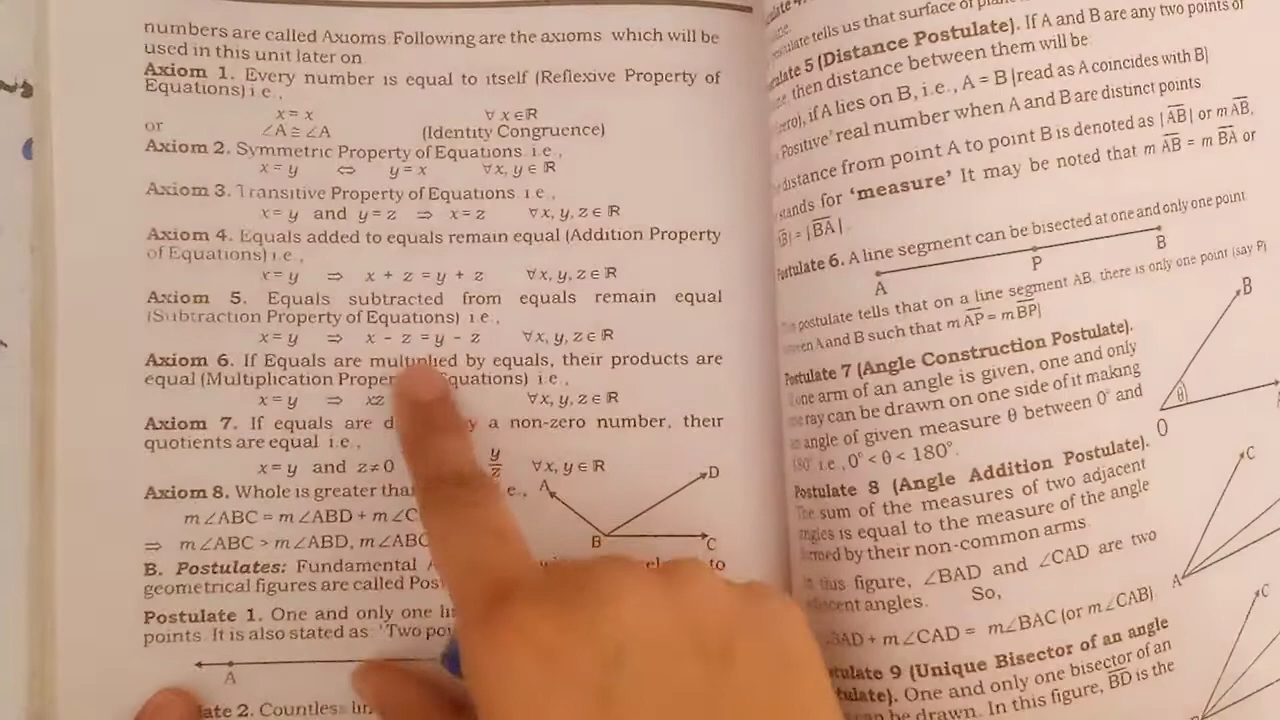 numbers are called Axioms. Following are the axioms which will be
used in this unit later on
Axiom 1. Every number is equal to itself (Reflexive Property of
Equations) i.e.,
x = x ∀ x ∈ ℝ
or ∠A ≅ ∠A (Identity Congruence)
Axiom 2. Symmetric Property of Equations. i.e.,
x = y ⇔ y = x ∀x, y ∈ ℝ
Axiom 3. Transitive Property of Equations. i.e.,
x = y and y = z ⇒ x = z ∀x, y, z ∈ ℝ
Axiom 4. Equals added to equals remain equal (Addition Property
of Equations) i.e.,
x = y ⇒ x + z = y + z ∀x, y, z ∈ ℝ
Axiom 5. Equals subtracted from equals remain equal
(Subtraction Property of Equations) i.e.,
x = y ⇒ x - z = y - z ∀x, y, z ∈ ℝ
Axiom 6. If Equals are multiplied by equals, their products are
equal (Multiplication Equations) i.e.,
x = y ⇒ xz ∀x, y, z ∈ ℝ
Axiom 7. If equals are a non-zero number, their
quotients are equal i.e.,
x = y and z≠0 y/z ∀x, y ∈ ℝ
Axiom 8. Whole is greater e.,
A D
m∠ABC = m∠ABD +
⇒ m∠ABC > m∠ABD,
B C
B. Postulates: Fundamental to
geometrical figures are called
Postulate 1. One and only one
points. It is also stated as: 'Two
A
2. Countless
tells us that surface of
5 (Distance Postulate). If A and B are any two points of
then distance between them will be
if A lies on B, i.e., A = B |read as A coincides with B|
Positive real number when A and B are distinct points
distance from point A to point B is denoted as |AB| or m AB,
stands for 'measure' It may be noted that m AB = m BA or
= |BA|.
Postulate 6. A line segment can be bisected at one and only one point
A P B
postulate tells that on a line segment AB, there is only one point (say P)
A and B such that m AP = m BP|
Postulate 7 (Angle Construction Postulate).
one arm of an angle is given, one and only
ray can be drawn on one side of it making
angle of given measure θ between 0° and
180° i.e., 0° < θ < 180°.
B
θ
O
Postulate 8 (Angle Addition Postulate).
The sum of the measures of two adjacent
angles is equal to the measure of the angle
formed by their non-common arms.
this figure, ∠BAD and ∠CAD are two
adjacent angles. So,
C
A
BAD + m∠CAD = m∠BAC (or m∠CAB)
9 (Unique Bisector of an angle
One and only one bisector of an
be drawn. In this figure, BD is the
C